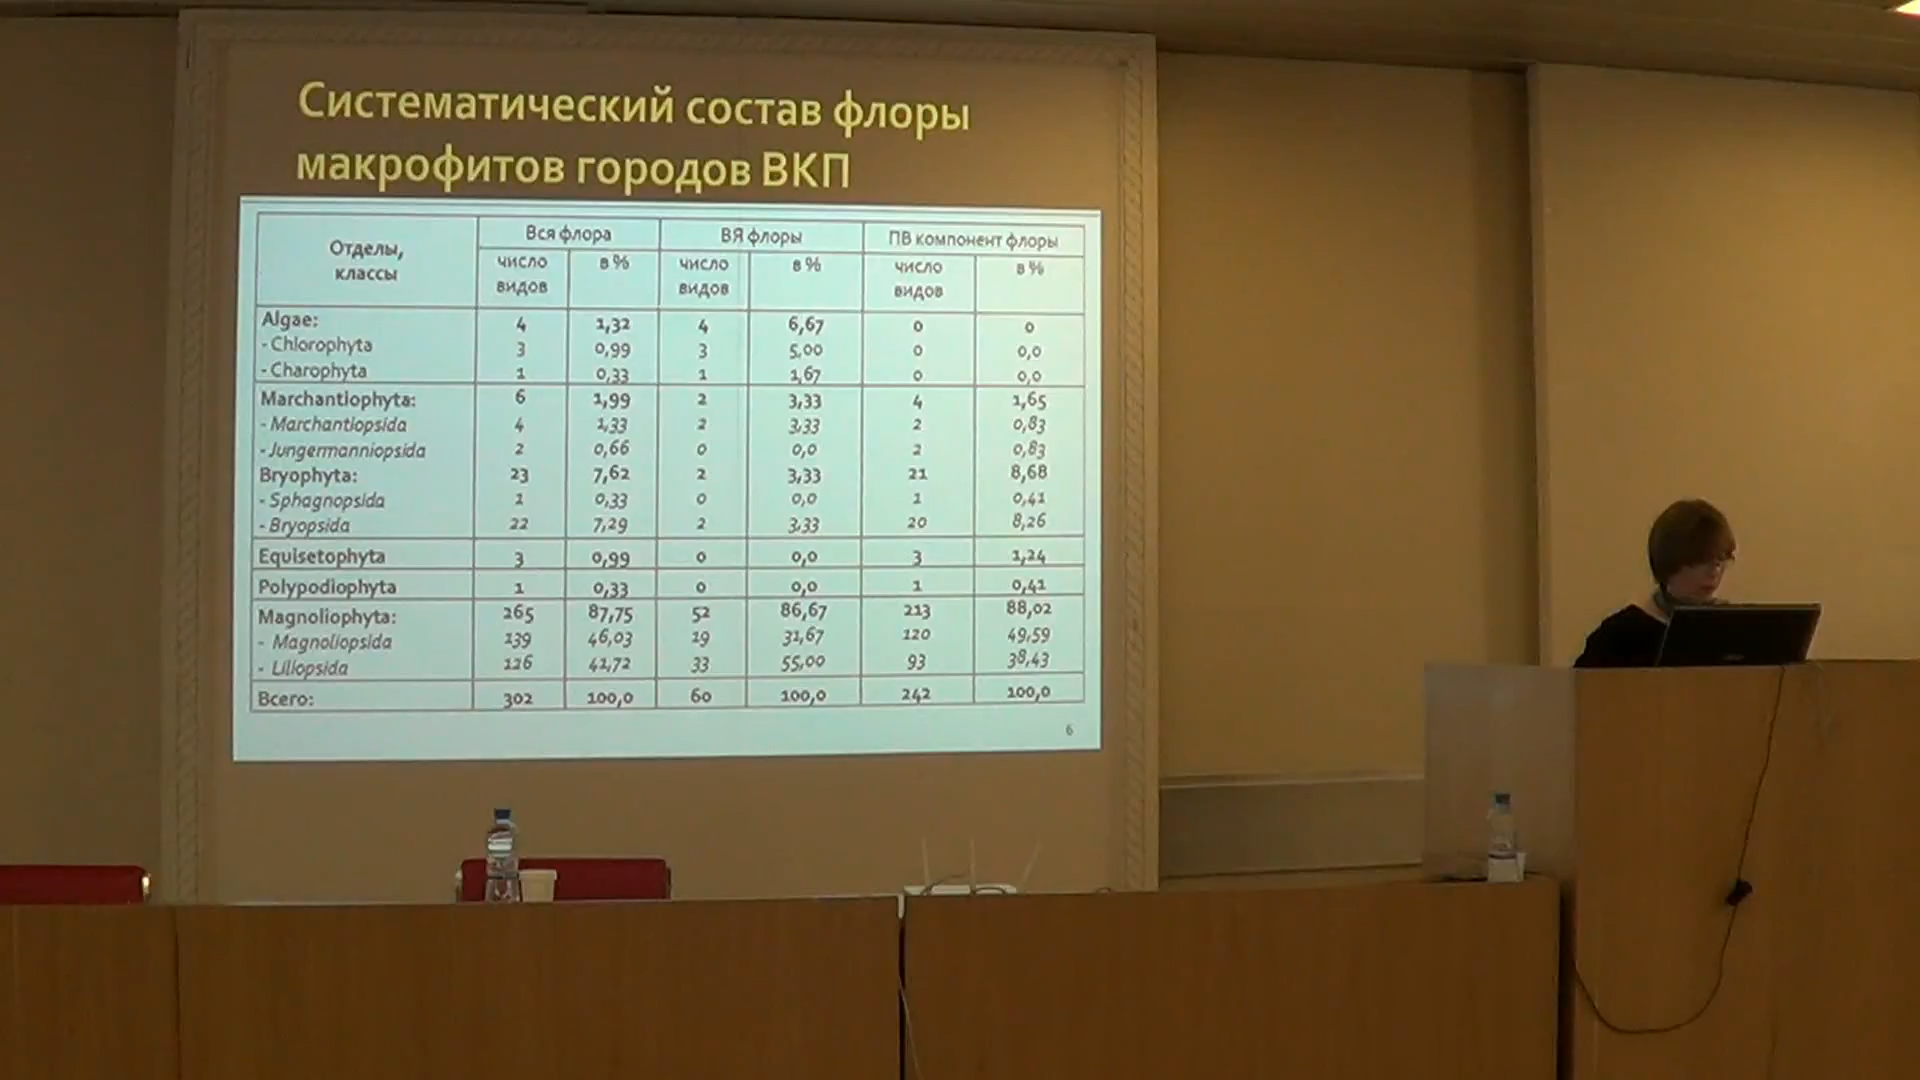 Систематический состав флоры
макрофитов городов ВКП
Отделы, классы | Вся флора | ВЯ флоры | ПВ компонент флоры
число видов | в % | число видов | в % | число видов | в %
Algae: 4 1,32 4 6,67 0 0
- Chlorophyta 3 0,99 3 5,00 0 0,0
- Charophyta 1 0,33 1 1,67 0 0,0
Marchantiophyta: 6 1,99 2 3,33 4 1,65
- Marchantiopsida 4 1,33 2 3,33 2 0,83
- Jungermanniopsida 2 0,66 0 0,0 2 0,83
Bryophyta: 23 7,62 2 3,33 21 8,68
- Sphagnopsida 1 0,33 0 0,0 1 0,41
- Bryopsida 22 7,29 2 3,33 20 8,26
Equisetophyta 3 0,99 0 0,0 3 1,24
Polypodiophyta 1 0,33 0 0,0 1 0,41
Magnoliophyta: 265 87,75 52 86,67 213 88,02
- Magnoliopsida 139 46,03 19 31,67 120 49,59
- Liliopsida 126 41,72 33 55,00 93 38,43
Всего: 302 100,0 60 100,0 242 100,0
6